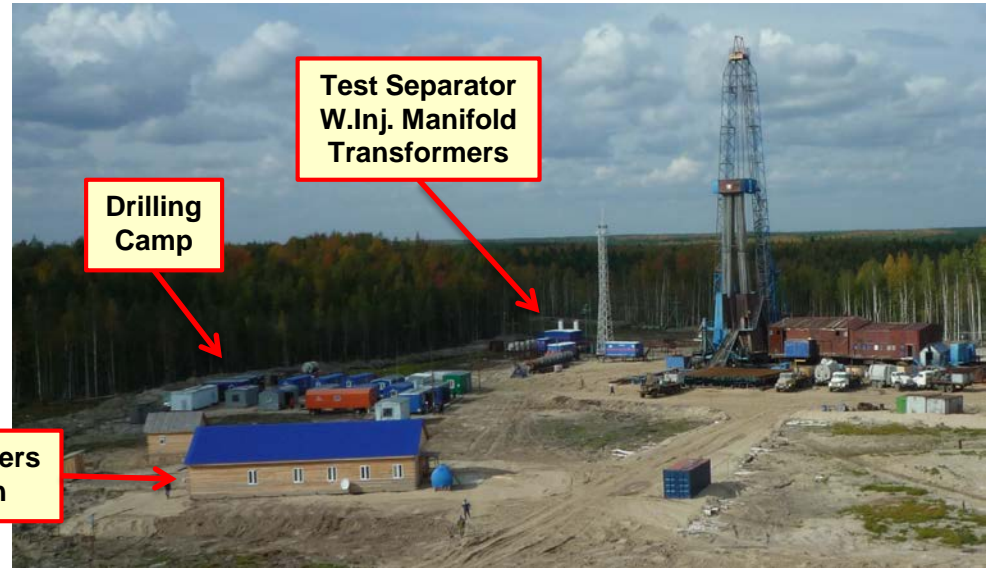 Test Separator
W.Inj. Manifold
Transformers
Drilling
Camp